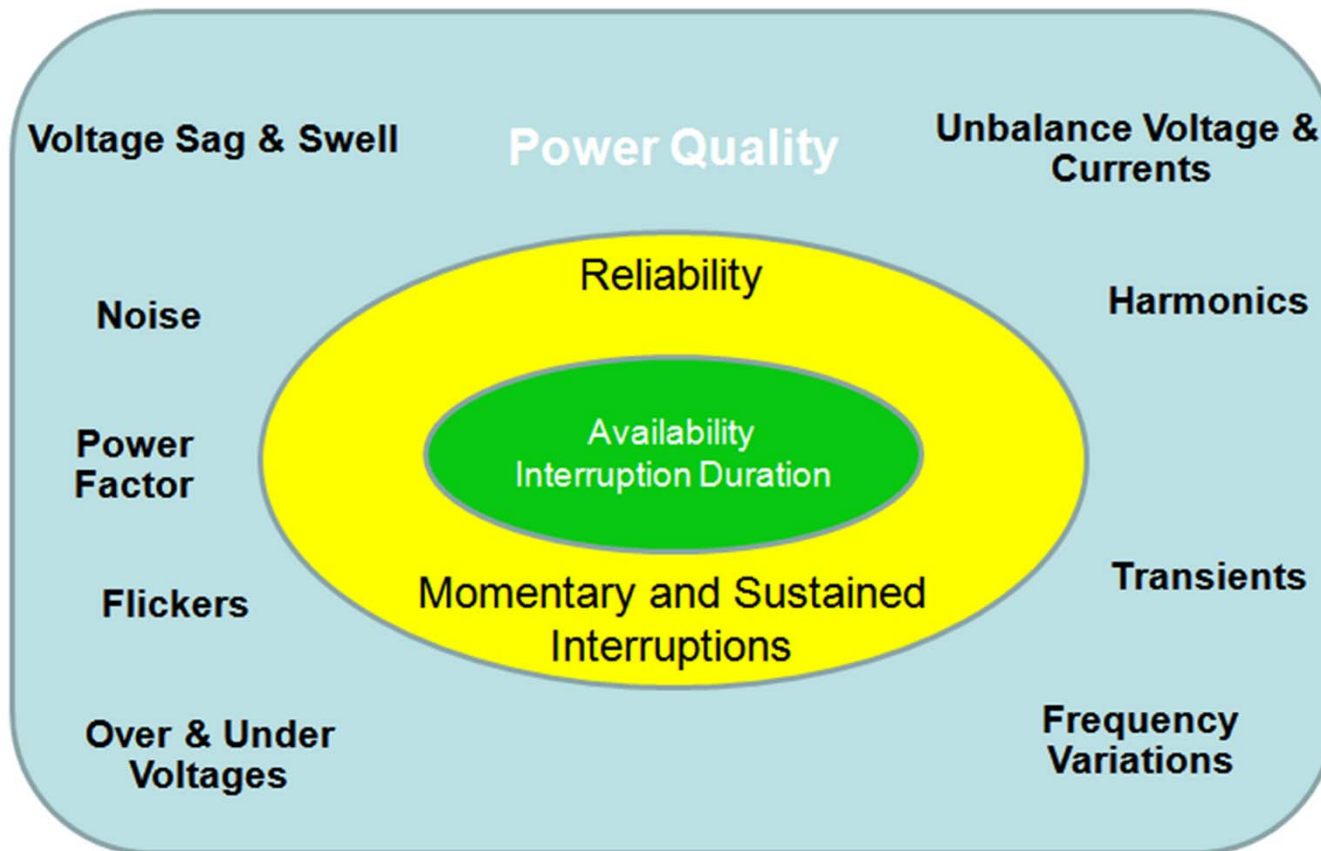 Voltage Sag & Swell
Power Quality
Unbalance Voltage &
Currents
Reliability
Noise
Harmonics
Availability
Interruption Duration
Power
Factor
Momentary and Sustained
Interruptions
Flickers
Transients
Over & Under
Voltages
Frequency
Variations